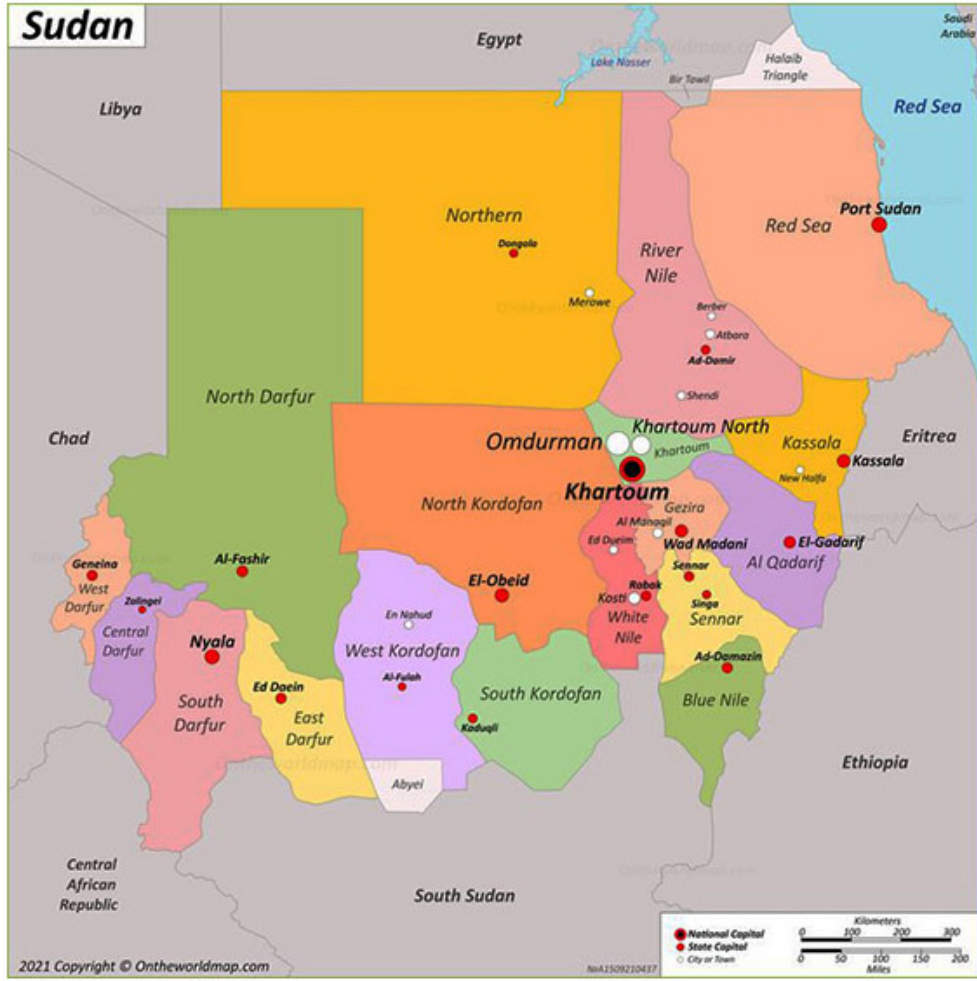 Sudan
Egypt
Saudi
Arabia
Lake Nasser
Halaib
Triangle
Bir Tawil
Libya
Red Sea
Northern
Port Sudan
Red Sea
Dongola
River
Nile
Merowe
Berber
Atbara
Ad-Damir
North Darfur
Shendi
Chad
Omdurman
Khartoum North
Khartoum
Kassala
Eritrea
Kassala
New Halfa
Khartoum
North Kordofan
Gezira
Al Manaqil
Ed Dueim
Wad Madani
El-Gadarif
Al Qadarif
Geneina
West
Darfur
Al-Fashir
El-Obeid
Sennar
Rabak
Kosti
Singa
Sennar
Zalingei
Central
Darfur
En Nahud
White
Nile
Nyala
West Kordofan
Ad-Damazin
Al-Fulah
South Kordofan
Blue Nile
Ed Daein
South
Darfur
East
Darfur
Kaduqli
Abyei
Ethiopia
Central
African
Republic
South Sudan
National Capital
State Capital
City or Town
Kilometers
0 100 200 300
0 50 100 150 200
Miles
2021 Copyright © Ontheworldmap.com
NoA1509210437